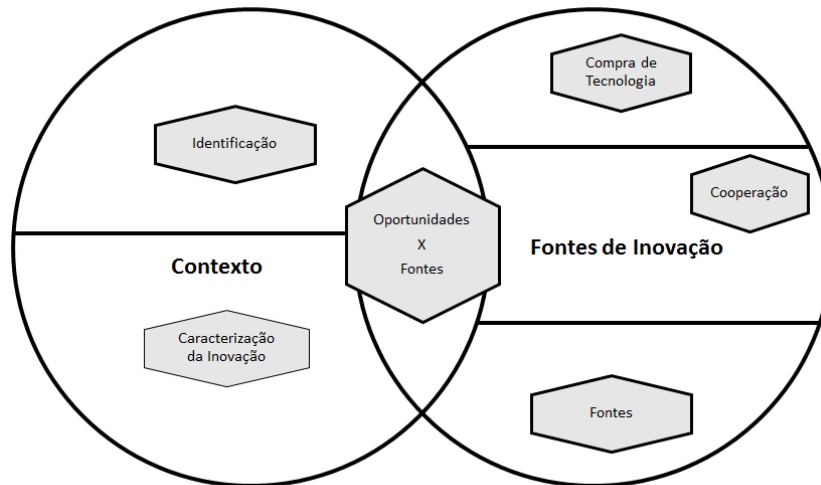 Identificação
Contexto
Caracterização
da Inovação
Oportunidades
X
Fontes
Compra de
Tecnologia
Cooperação
Fontes de Inovação
Fontes